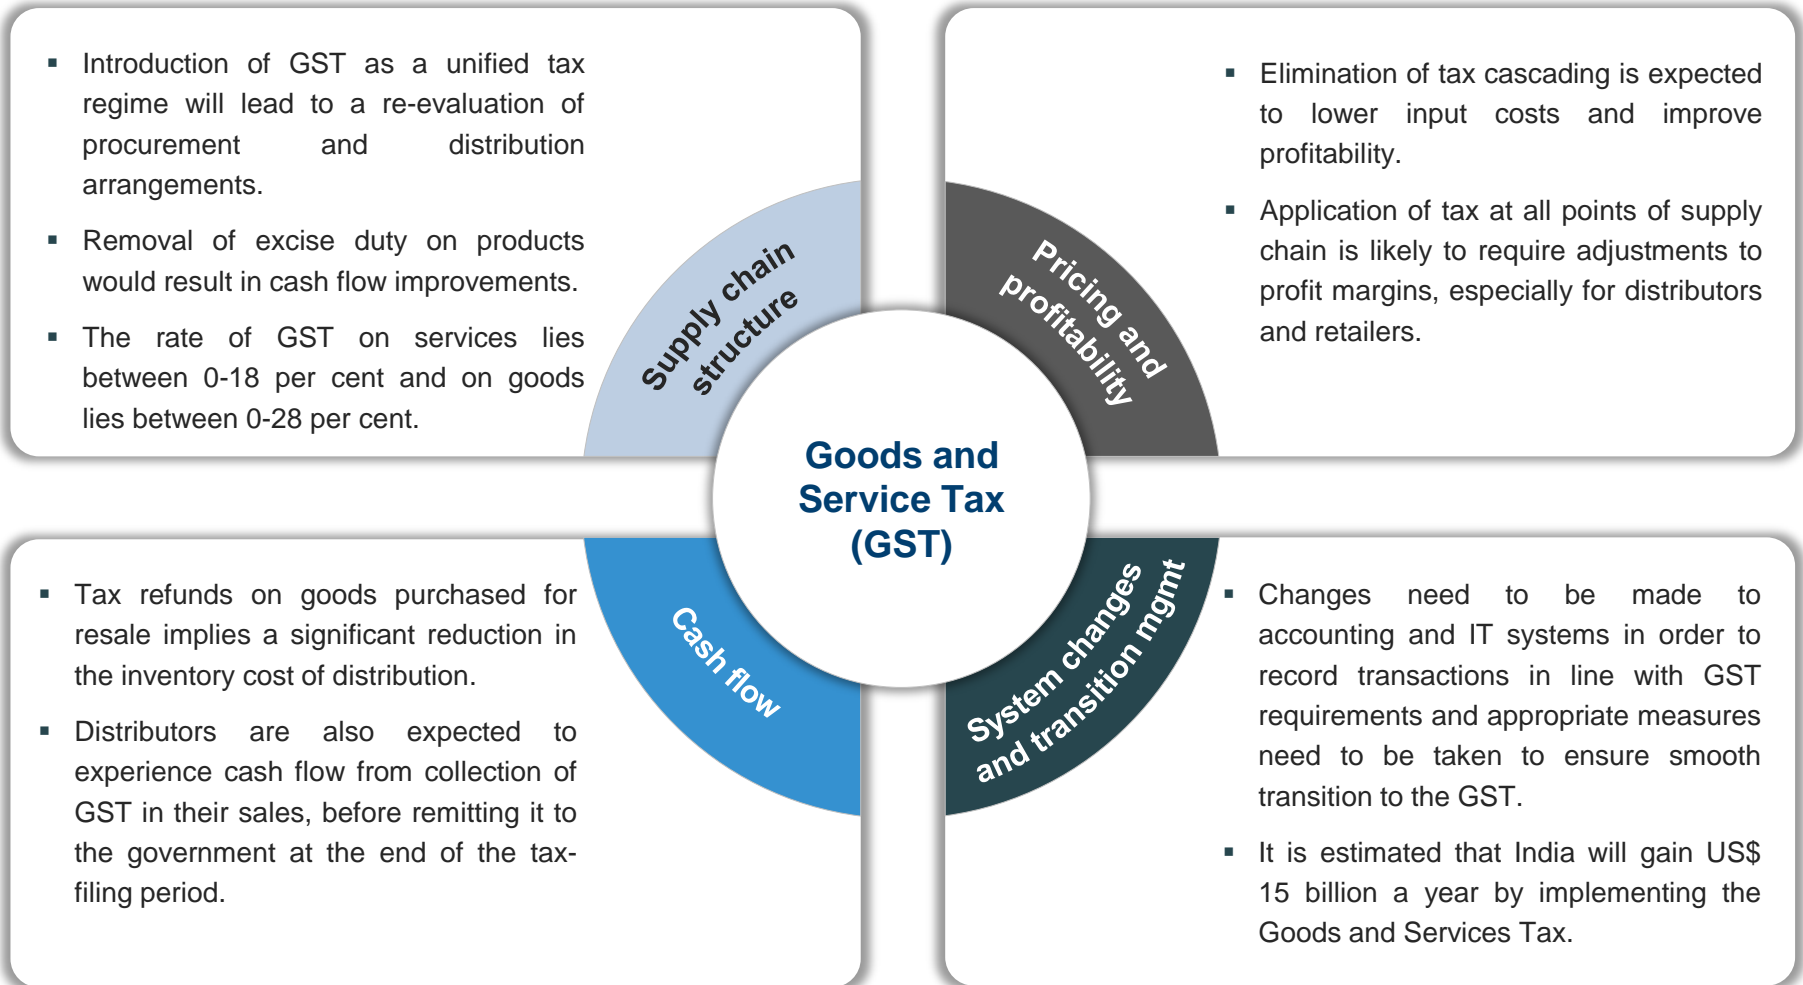 ▪ Introduction of GST as a unified tax
regime will lead to a re-evaluation of
procurement and distribution
arrangements.
▪ Removal of excise duty on products
would result in cash flow improvements.
▪ The rate of GST on services lies
between 0-18 per cent and on goods
lies between 0-28 per cent.
Supply chain
structure
▪ Elimination of tax cascading is expected
to lower input costs and improve
profitability.
▪ Application of tax at all points of supply
chain is likely to require adjustments to
profit margins, especially for distributors
and retailers.
Pricing and
profitability
Goods and
Service Tax
(GST)
▪ Tax refunds on goods purchased for
resale implies a significant reduction in
the inventory cost of distribution.
▪ Distributors are also expected to
experience cash flow from collection of
GST in their sales, before remitting it to
the government at the end of the tax-
filing period.
Cash flow
System changes
and transition mgmt
▪ Changes need to be made to
accounting and IT systems in order to
record transactions in line with GST
requirements and appropriate measures
need to be taken to ensure smooth
transition to the GST.
▪ It is estimated that India will gain US$
15 billion a year by implementing the
Goods and Services Tax.